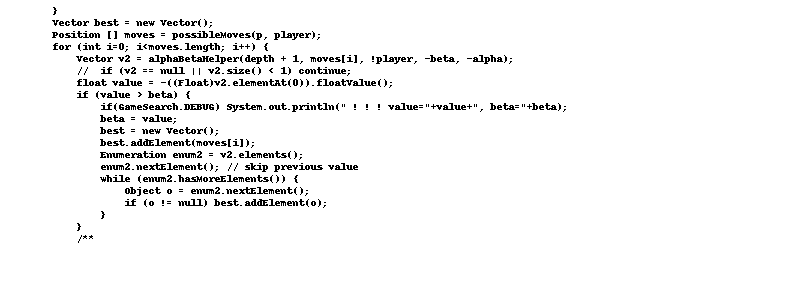 }
Vector best = new Vector();
Position [] moves = possibleMoves(p, player);
for (int i=0; i<moves.length; i++) {
Vector v2 = alphaBetaHelper(depth + 1, moves[i], !player, -beta, -alpha);
//  if (v2 == null || v2.size() < 1) continue;
float value = -((Float)v2.elementAt(0)).floatValue();
if (value > beta) {
if(GameSearch.DEBUG) System.out.println(" ! ! ! value="+value+", beta="+beta);
beta = value;
best = new Vector();
best.addElement(moves[i]);
Enumeration enum2 = v2.elements();
enum2.nextElement(); // skip previous value
while (enum2.hasMoreElements()) {
Object o = enum2.nextElement();
if (o != null) best.addElement(o);
}
}
/**